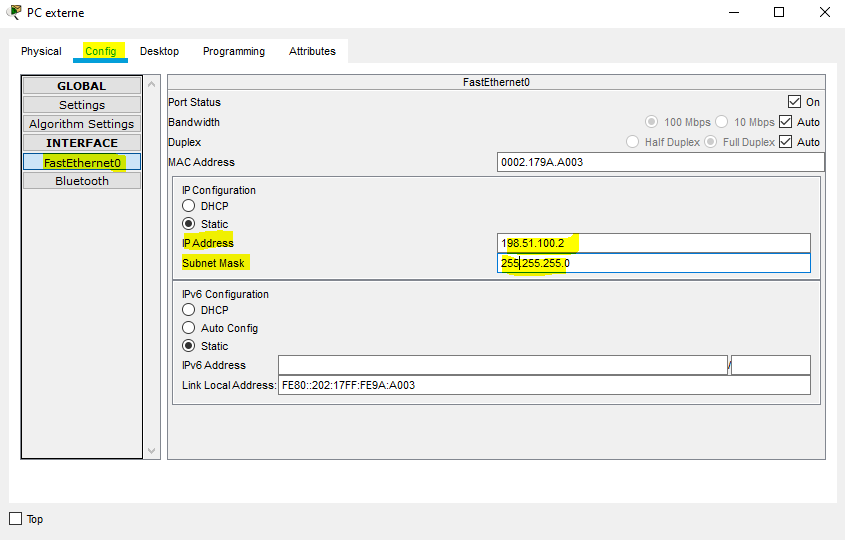 PC externe
Physical Config Desktop Programming Attributes
GLOBAL
Settings
Algorithm Settings
INTERFACE
FastEthernet0
Bluetooth
FastEthernet0
Port Status On
Bandwidth 100 Mbps 10 Mbps Auto
Duplex Half Duplex Full Duplex Auto
MAC Address 0002.179A.A003
IP Configuration
DHCP
Static
IP Address 198.51.100.2
Subnet Mask 255.255.255.0
IPv6 Configuration
DHCP
Auto Config
Static
IPv6 Address /
Link Local Address: FE80::202:17FF:FE9A:A003
Top